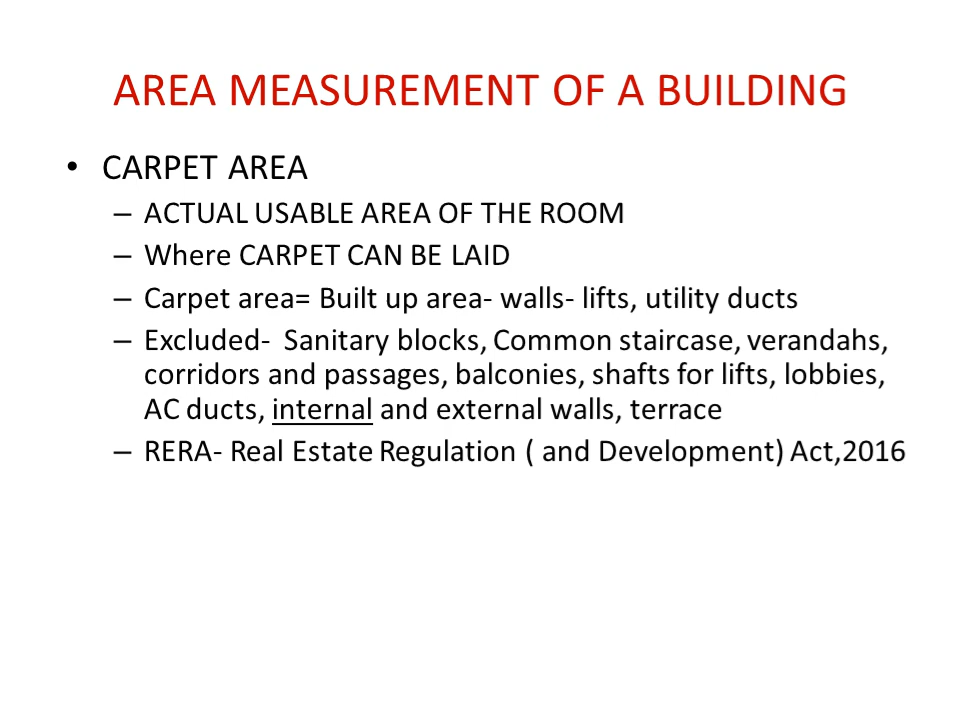 AREA MEASUREMENT OF A BUILDING
• CARPET AREA
– ACTUAL USABLE AREA OF THE ROOM
– Where CARPET CAN BE LAID
– Carpet area= Built up area- walls- lifts, utility ducts
– Excluded- Sanitary blocks, Common staircase, verandahs,
corridors and passages, balconies, shafts for lifts, lobbies,
AC ducts, internal and external walls, terrace
– RERA- Real Estate Regulation ( and Development) Act,2016